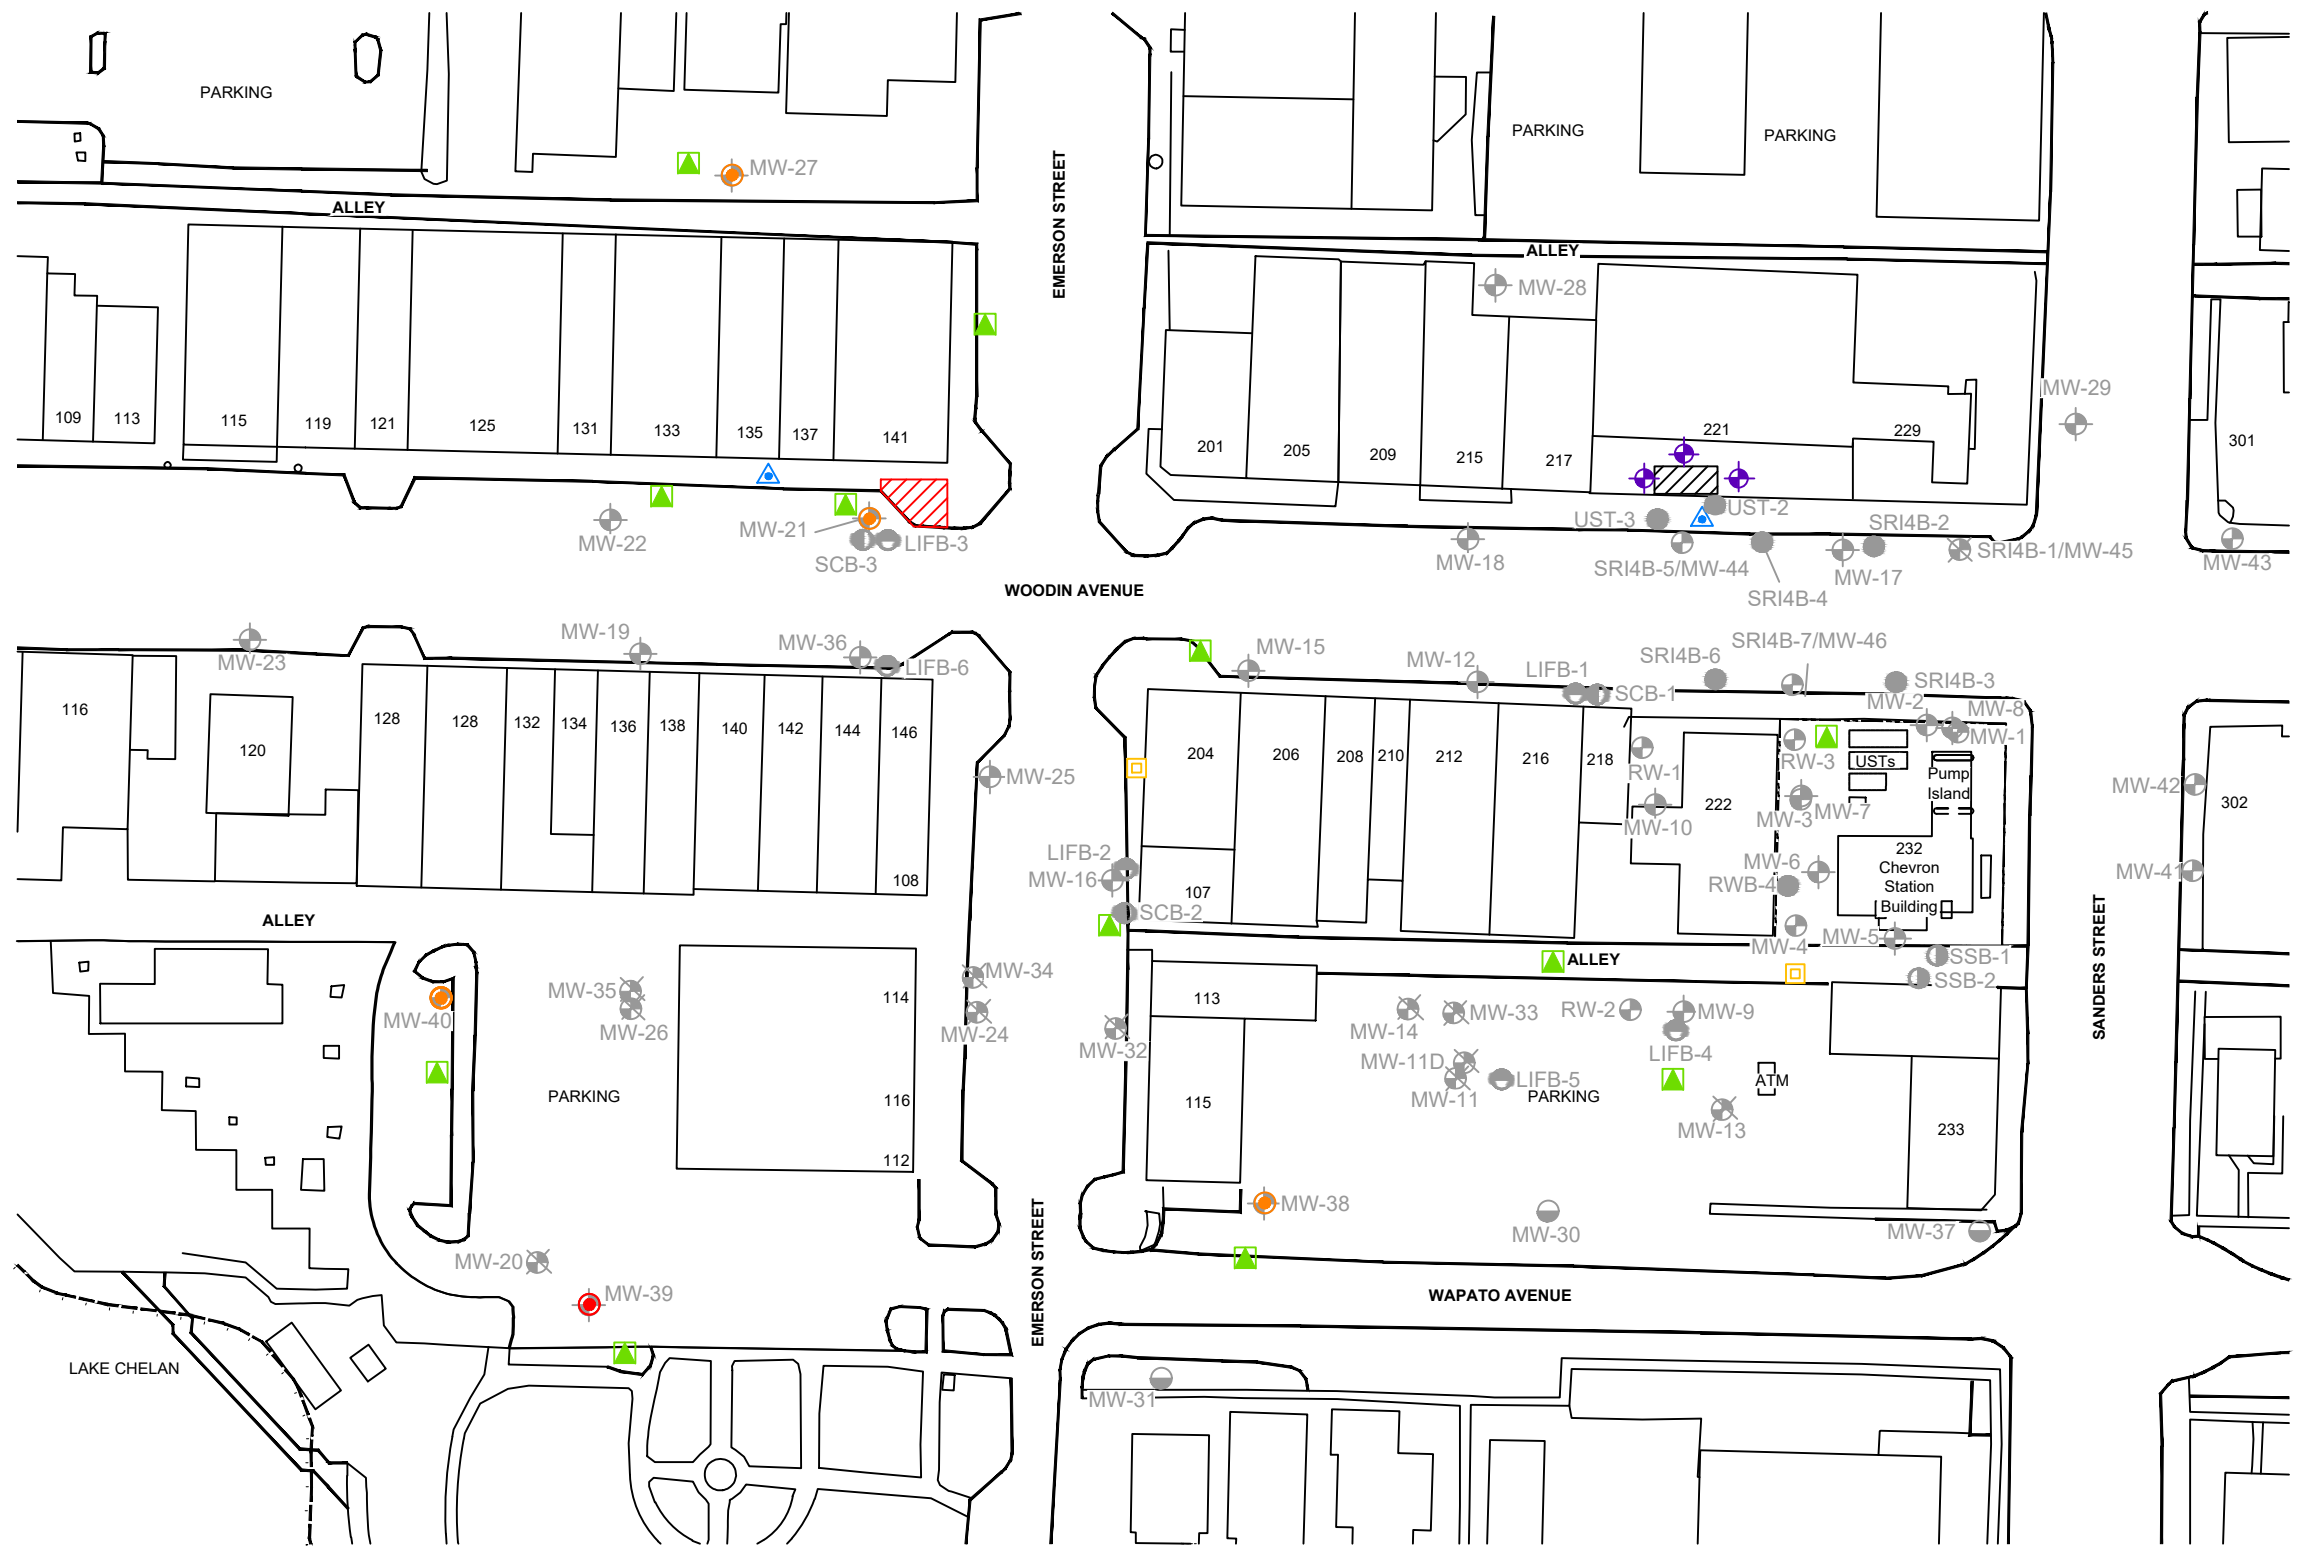 PARKING
PARKING
PARKING
EMERSON STREET
MW-27
ALLEY
ALLEY
MW-28
MW-29
109
113
115
119
121
125
131
133
135
137
141
201
205
209
215
217
221
229
301
MW-22
MW-21
SCB-3
LIFB-3
MW-18
UST-3
UST-2
SRI4B-2
SRI4B-5/MW-44
SRI4B-4
MW-17
SRI4B-1/MW-45
MW-43
WOODIN AVENUE
MW-23
MW-19
MW-36
LIFB-6
MW-15
MW-12
LIFB-1
SCB-1
SRI4B-6
SRI4B-7/MW-46
SRI4B-3
MW-2
MW-8
MW-1
116
120
128
128
132
134
136
138
140
142
144
146
108
MW-25
204
206
208
210
212
216
218
RW-1
RW-3
USTs
Pump
Island
MW-42
302
MW-10
222
MW-3
MW-7
LIFB-2
MW-16
MW-6
RWB-4
232
Chevron
Station
Building
MW-41
107
SCB-2
ALLEY
MW-4
MW-5
ALLEY
SSB-1
SSB-2
SANDERS STREET
MW-40
MW-35
MW-26
114
MW-34
MW-24
MW-32
113
MW-14
MW-33
RW-2
MW-9
LIFB-4
MW-11D
MW-11
LIFB-5
ATM
PARKING
PARKING
116
115
MW-13
233
112
MW-20
MW-39
EMERSON STREET
MW-38
MW-30
MW-37
WAPATO AVENUE
LAKE CHELAN
MW-31